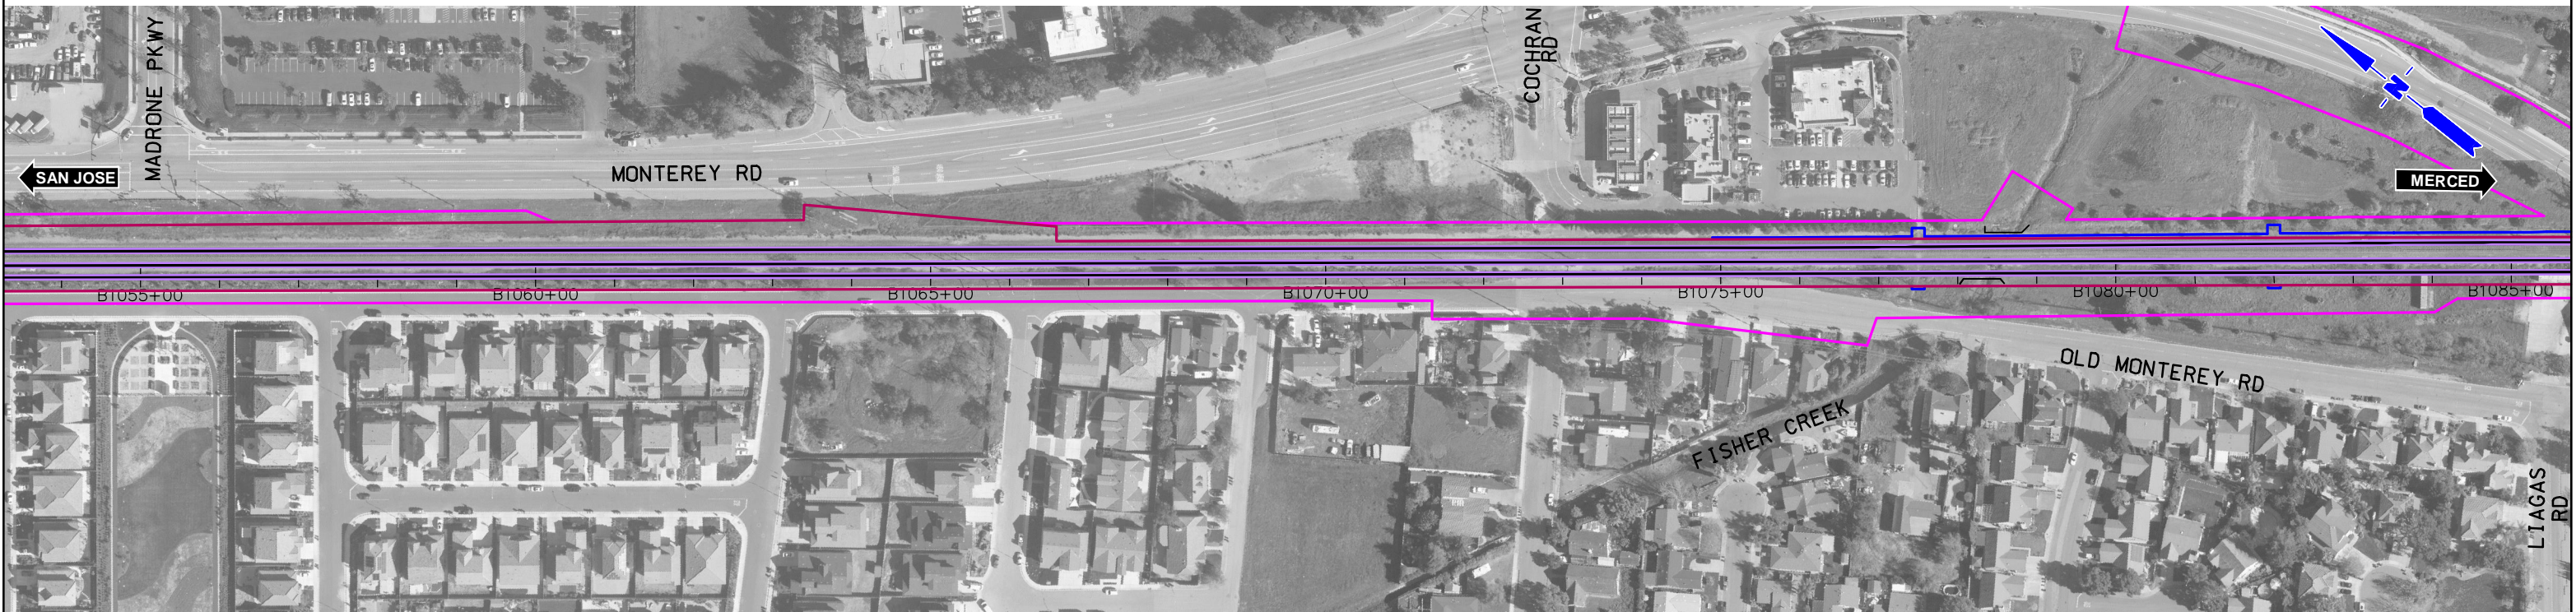 MADRONE PKWY
COCHRAN
RD
N
SAN JOSE
MONTEREY RD
MERCED
B1055+00
B1060+00
B1065+00
B1070+00
B1075+00
B1080+00
B1085+00
OLD MONTEREY RD
FISHER CREEK
LIAGAS
RD